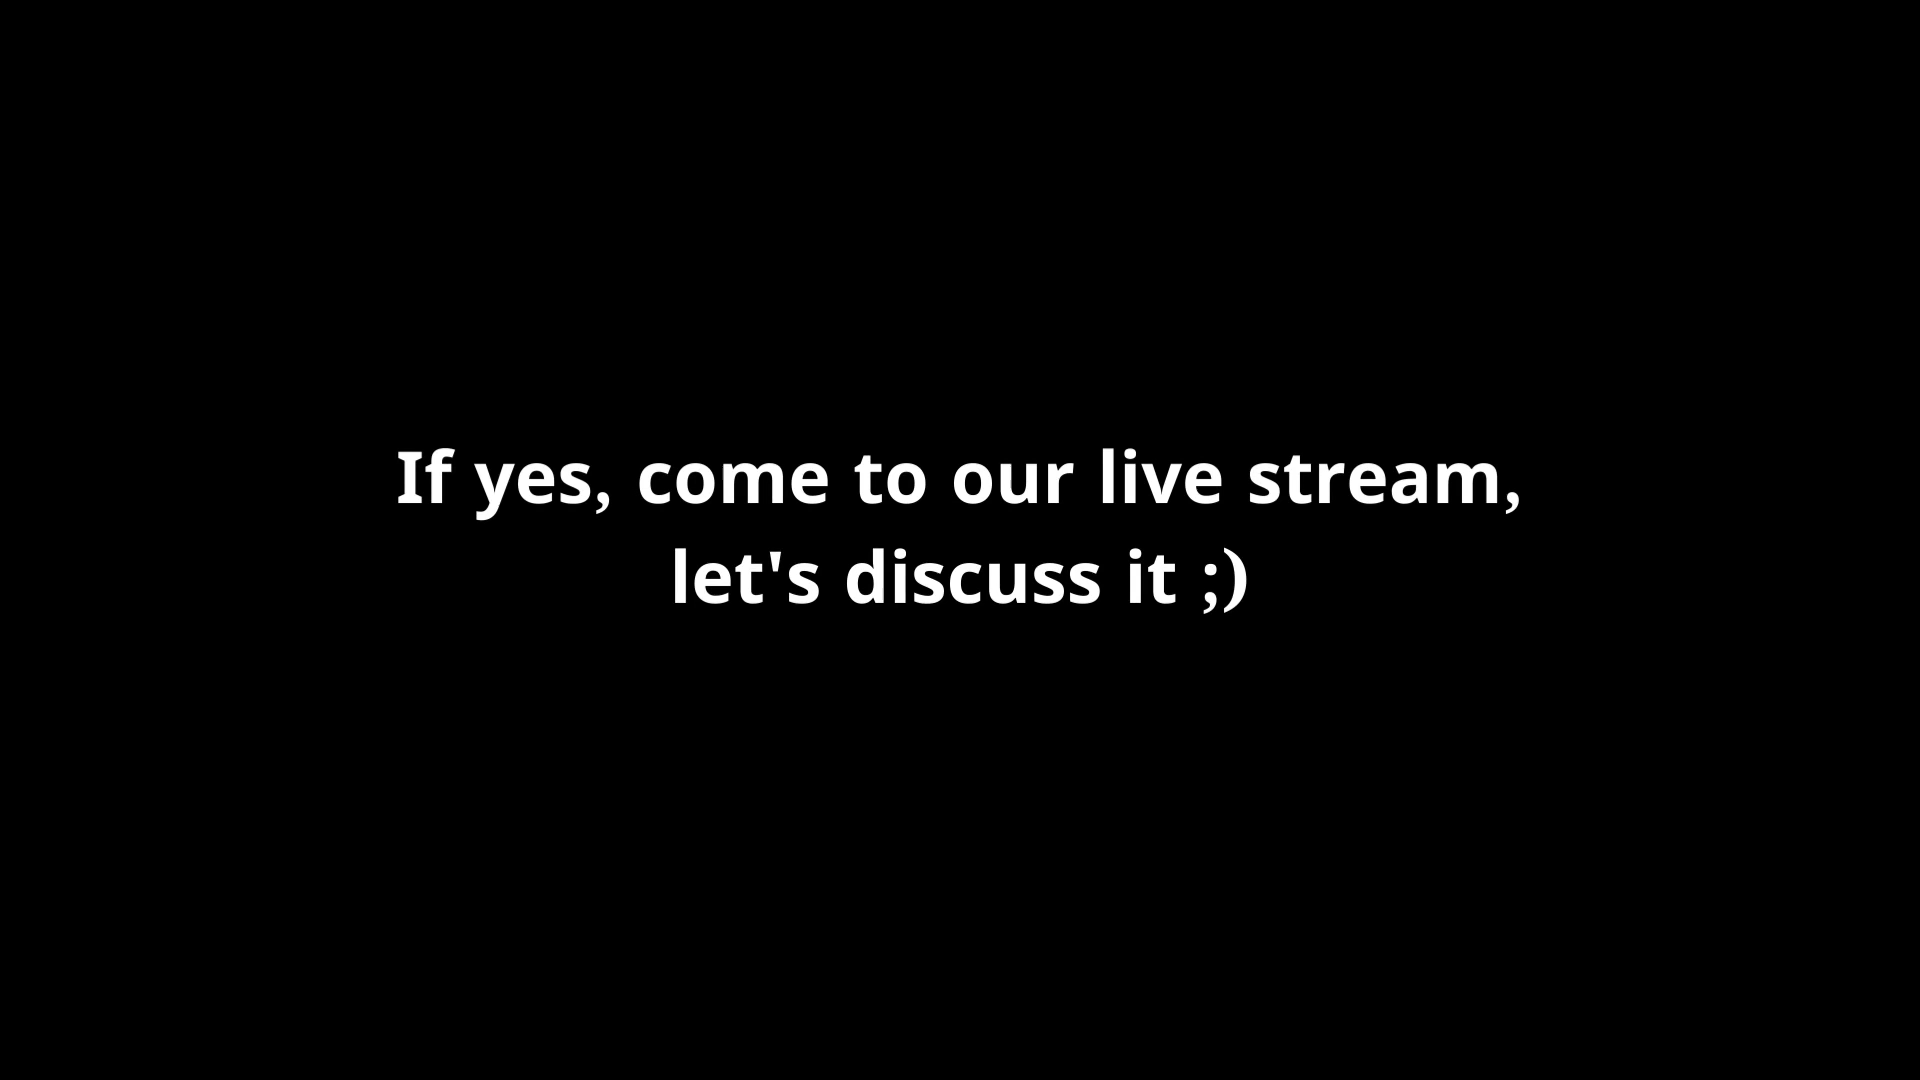 If yes, come to our live stream,
let's discuss it ;)